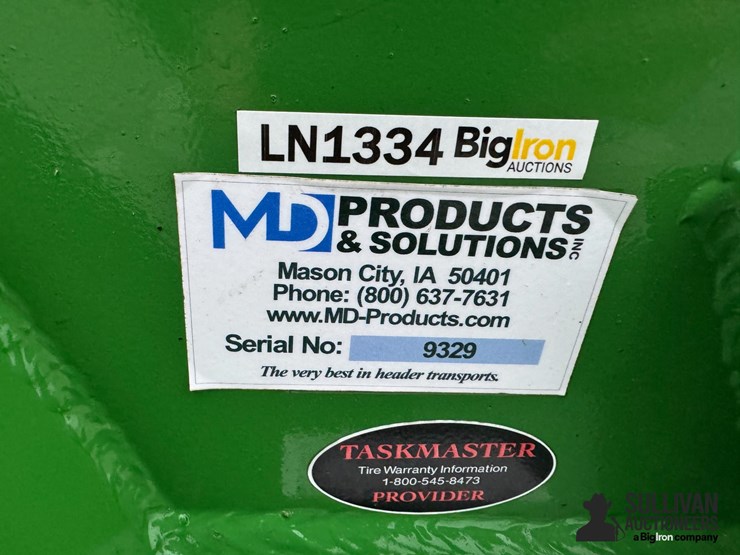 LN1334 BigIron
AUCTIONS
MD PRODUCTS
& SOLUTIONS INC
Mason City, IA 50401
Phone: (800) 637-7631
www.MD-Products.com
Serial No: 9329
The very best in header transports.
TASKMASTER
Tire Warranty Information
1-800-545-8473
PROVIDER
SULLIVAN
AUCTIONEERS
a BigIron company